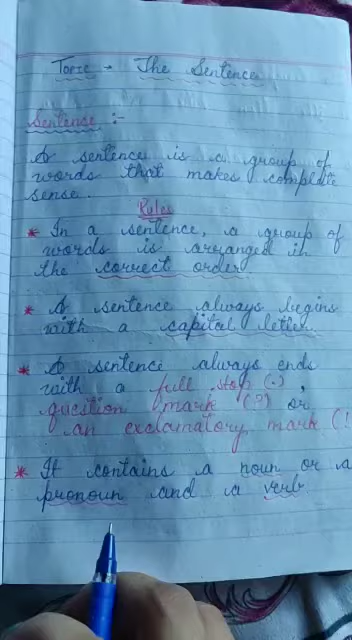 Topic - The Sentence
Sentence :-
A sentence is a group of
words that makes complete
sense.
Rules
* In a sentence, a group of
words is arranged in
the correct order.
* A sentence always begins
with a capital letter.
* A sentence always ends
with a full stop (.) ,
question mark (?) or
an exclamatory mark (!
* It contains a noun or a
pronoun and a verb.